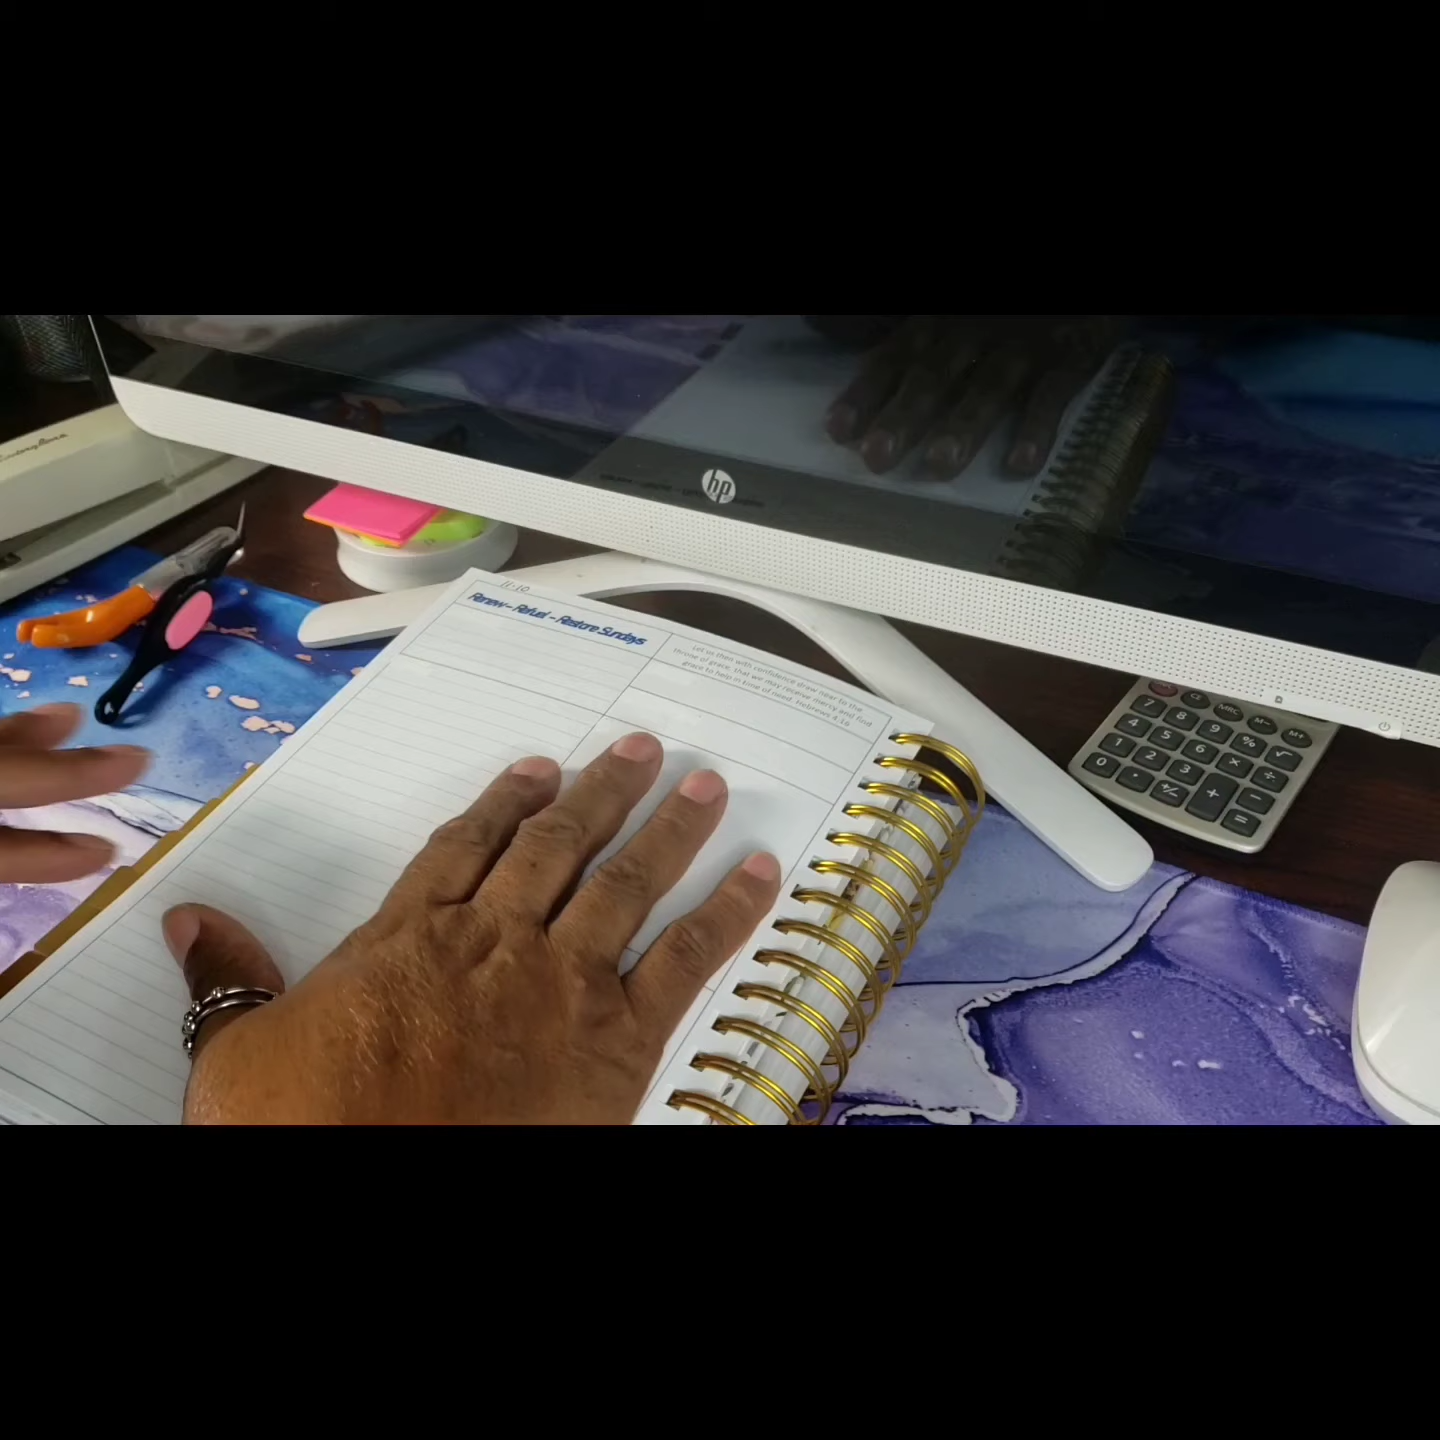 hp
11-10
Renew - Refuel - Restore Sundays
Let us then with confidence draw near to the
throne of grace, that we may receive mercy and find
grace to help in time of need. Hebrews 4:16
CE MRC M- M+
7 8 9 % √
4 5 6 × ÷
1 2 3 + −
0 · +/− =